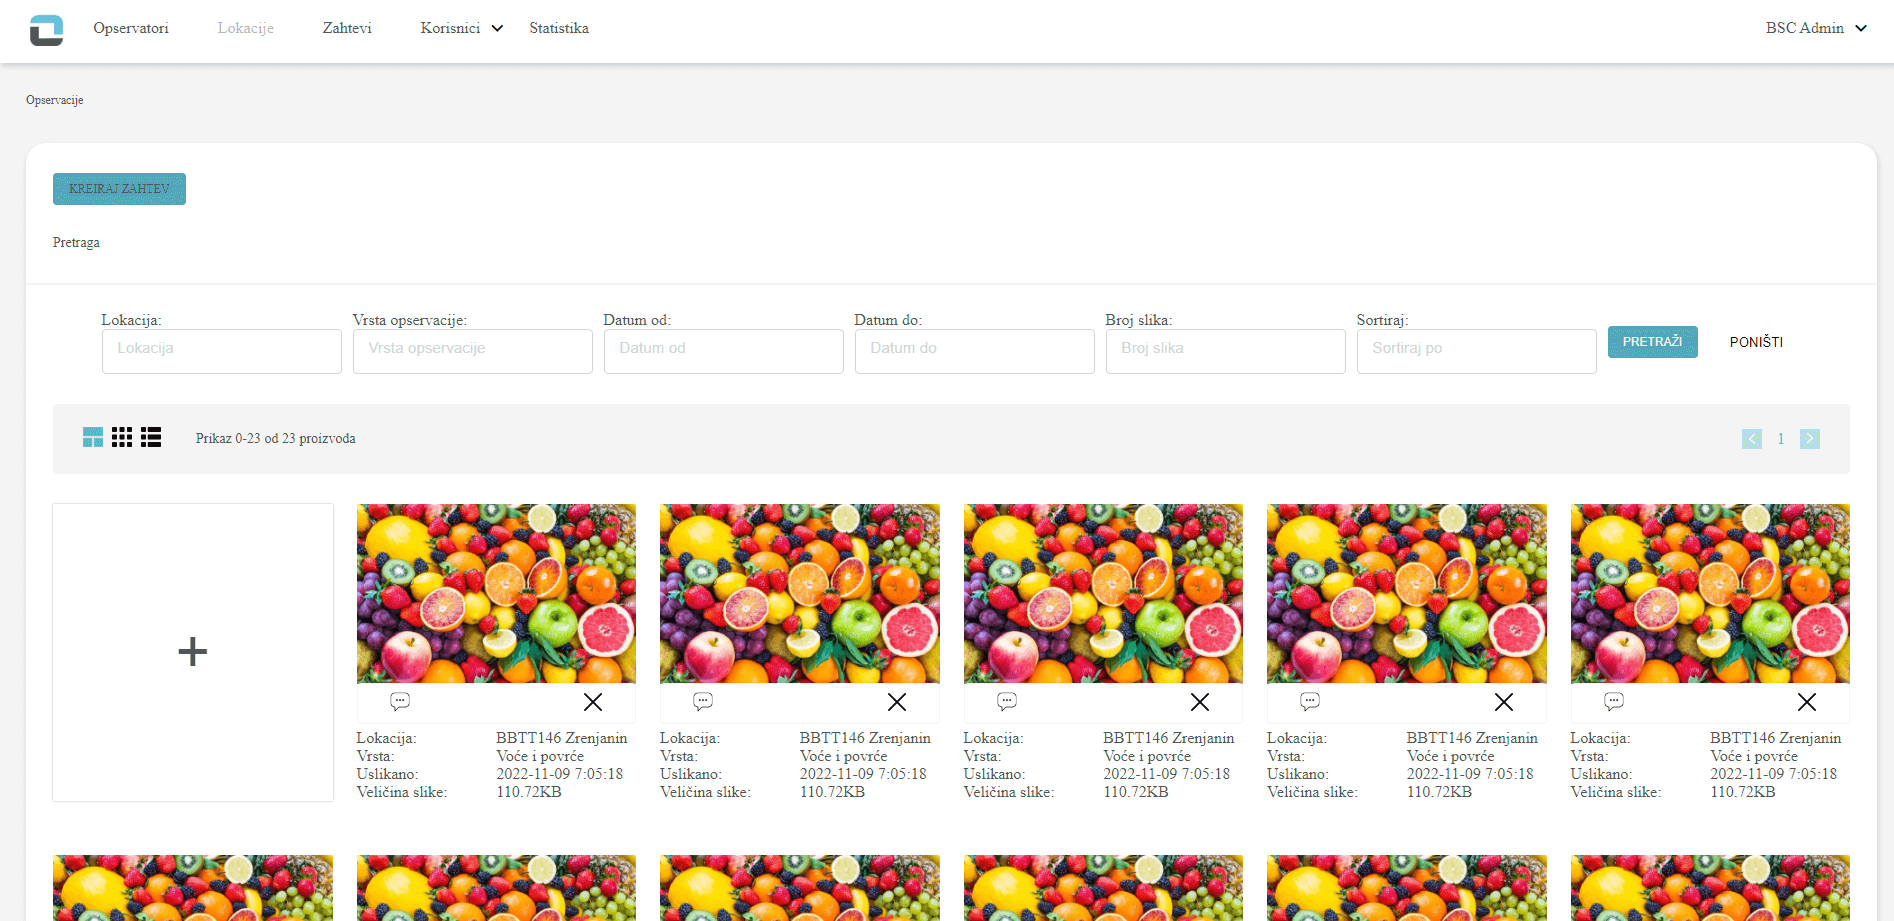 Opservatori Lokacije Zahtevi Korisnici Statistika BSC Admin
Opservacije
KREIRAJ ZAHTEV
Pretraga
Lokacija: Vrsta opservacije: Datum od: Datum do: Broj slika: Sortiraj:
Lokacija Vrsta opservacije Datum od Datum do Broj slika Sortiraj po PRETRAŽI PONIŠTI
Prikaz 0-23 od 23 proizvoda 1
Lokacija: BBTT146 Zrenjanin
Vrsta: Voće i povrće
Uslikano: 2022-11-09 7:05:18
Veličina slike: 110.72KB
Lokacija: BBTT146 Zrenjanin
Vrsta: Voće i povrće
Uslikano: 2022-11-09 7:05:18
Veličina slike: 110.72KB
Lokacija: BBTT146 Zrenjanin
Vrsta: Voće i povrće
Uslikano: 2022-11-09 7:05:18
Veličina slike: 110.72KB
Lokacija: BBTT146 Zrenjanin
Vrsta: Voće i povrće
Uslikano: 2022-11-09 7:05:18
Veličina slike: 110.72KB
Lokacija: BBTT146 Zrenjanin
Vrsta: Voće i povrće
Uslikano: 2022-11-09 7:05:18
Veličina slike: 110.72KB